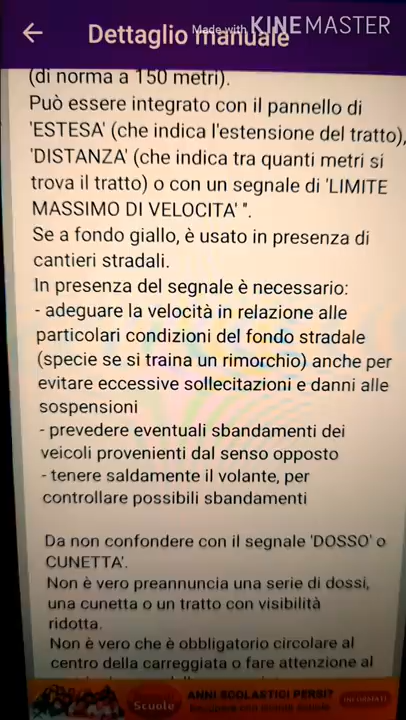 Made with KINEMASTER
Dettaglio manuale
(di norma a 150 metri).
Può essere integrato con il pannello di
'ESTESA' (che indica l'estensione del tratto),
'DISTANZA' (che indica tra quanti metri si
trova il tratto) o con un segnale di 'LIMITE
MASSIMO DI VELOCITA' ".
Se a fondo giallo, è usato in presenza di
cantieri stradali.
In presenza del segnale è necessario:
- adeguare la velocità in relazione alle
particolari condizioni del fondo stradale
(specie se si traina un rimorchio) anche per
evitare eccessive sollecitazioni e danni alle
sospensioni
- prevedere eventuali sbandamenti dei
veicoli provenienti dal senso opposto
- tenere saldamente il volante, per
controllare possibili sbandamenti
Da non confondere con il segnale 'DOSSO' o
CUNETTA'.
Non è vero preannuncia una serie di dossi,
una cunetta o un tratto con visibilità
ridotta.
Non è vero che è obbligatorio circolare al
centro della carreggiata o fare attenzione al
Scuole
ANNI SCOLASTICI PERSI?